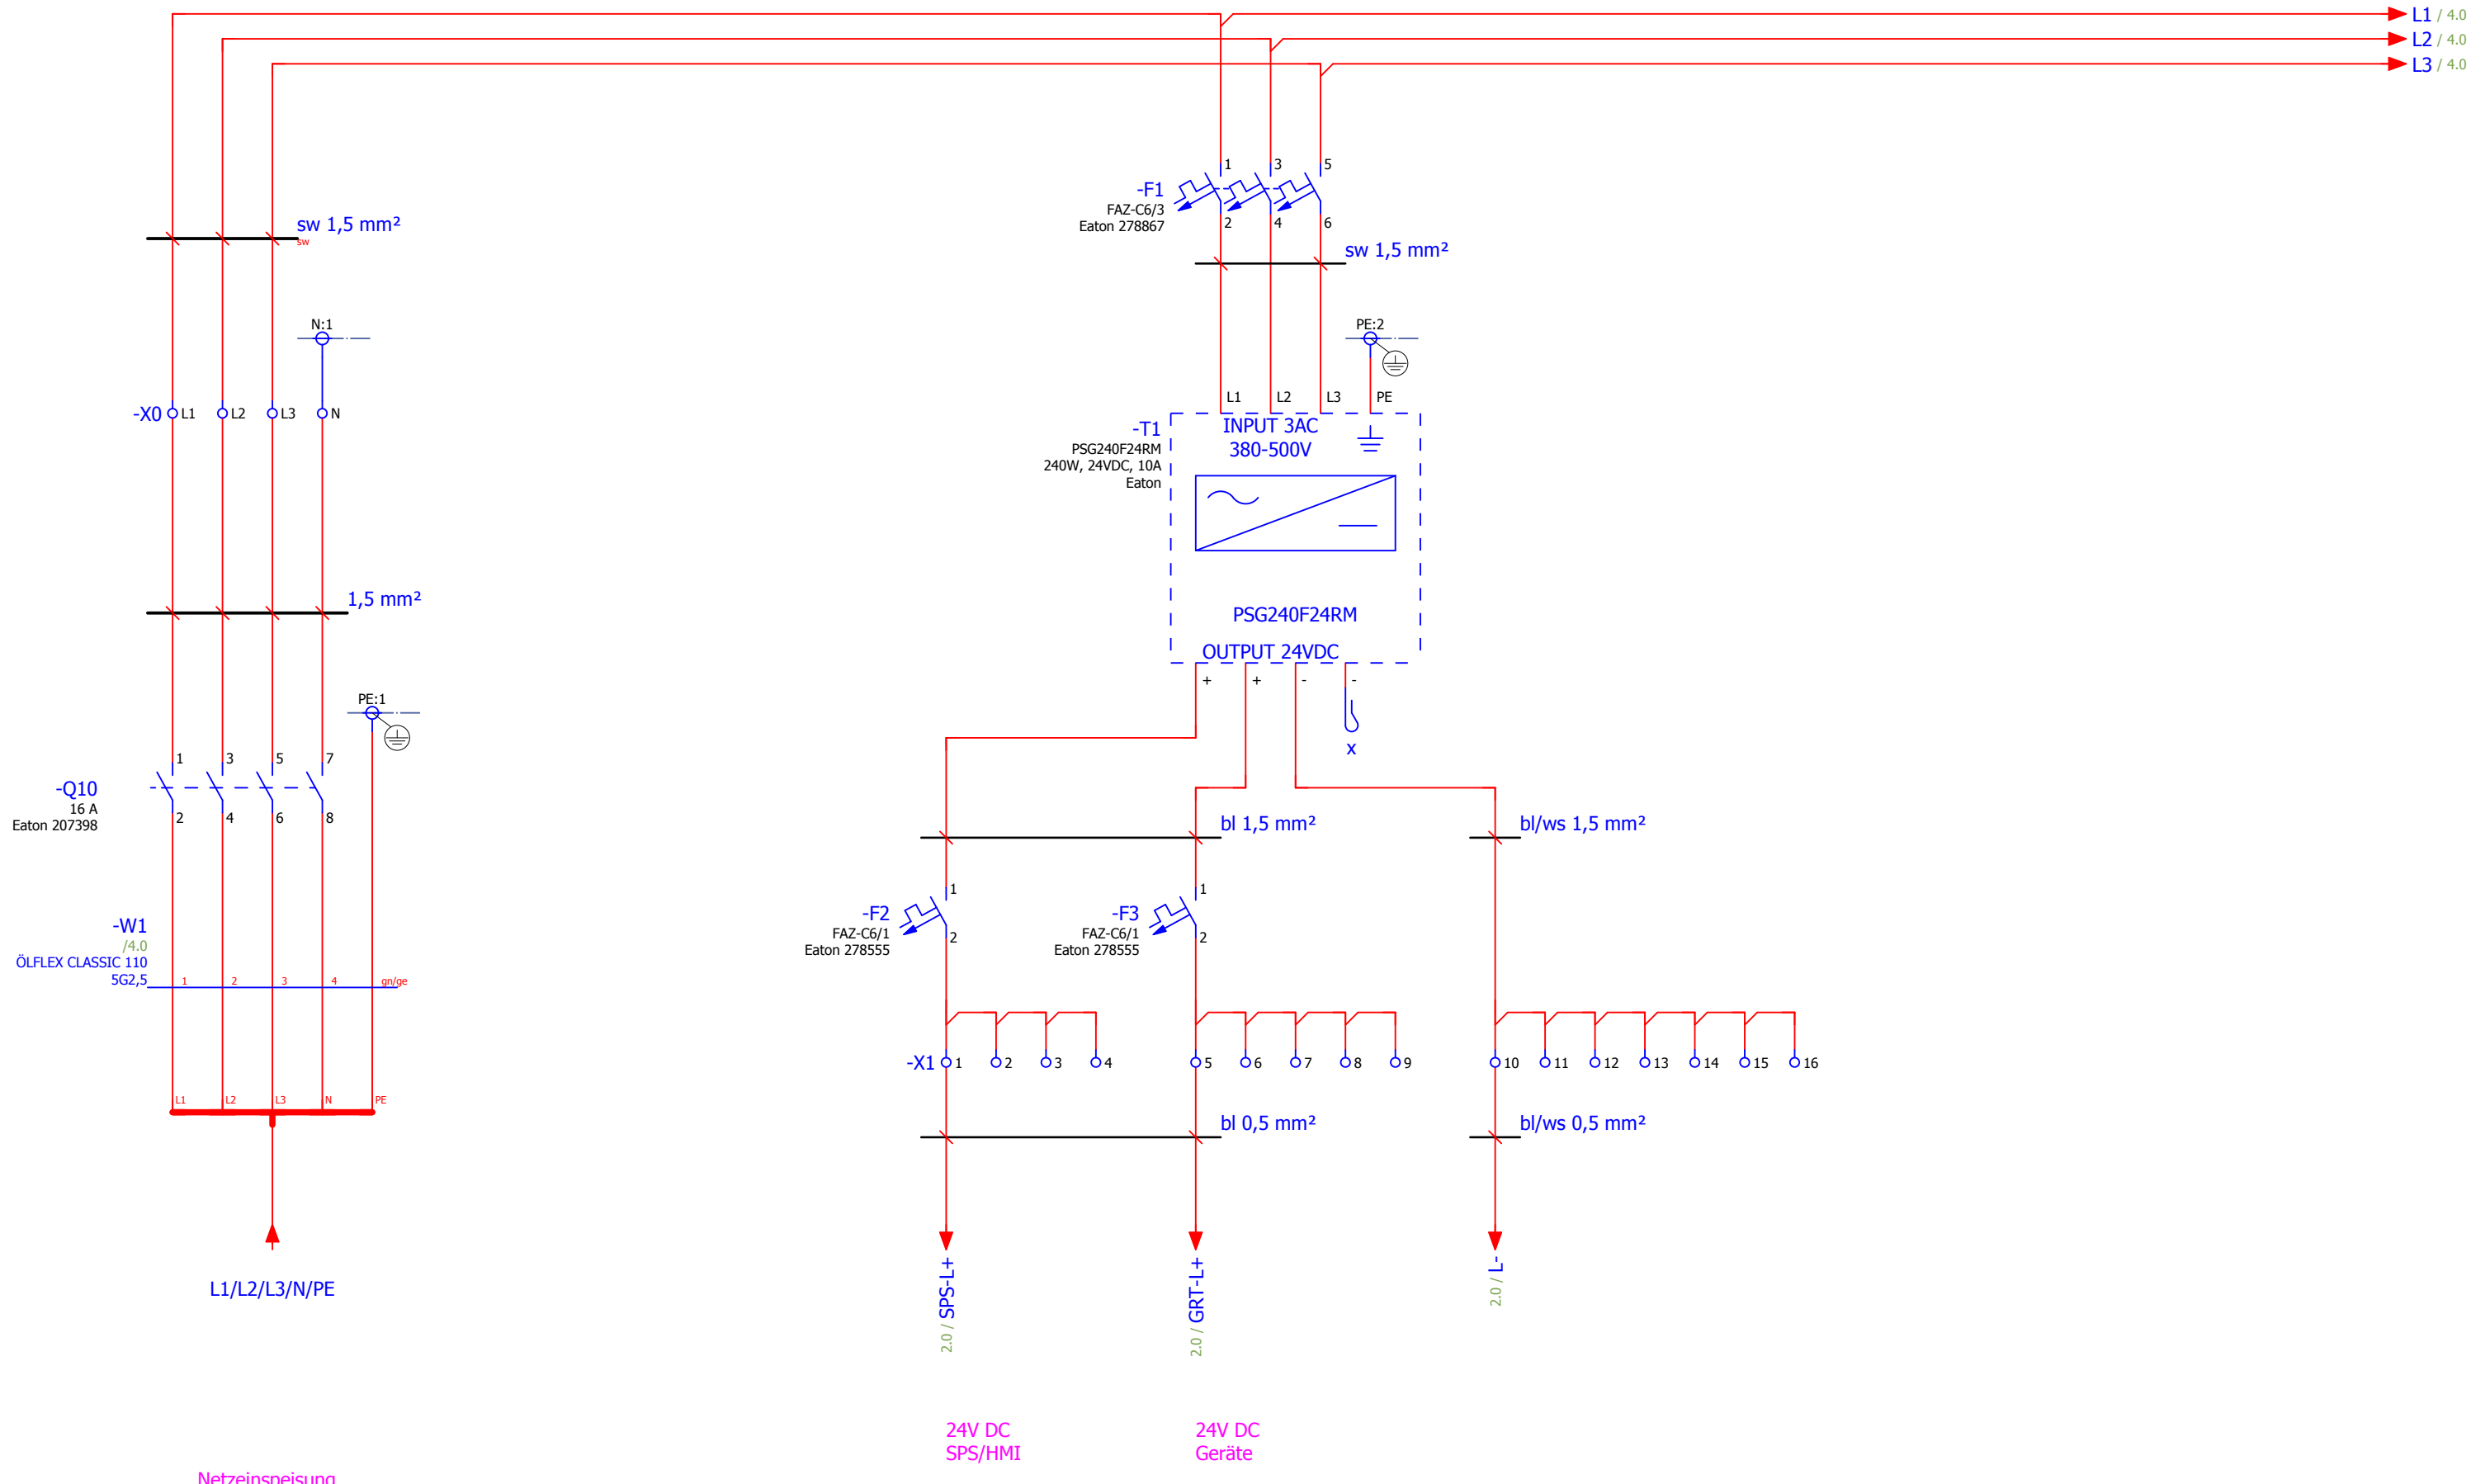 L1 / 4.0
L2 / 4.0
L3 / 4.0
1 3 5
-F1
FAZ-C6/3
Eaton 278867
2 4 6
sw 1,5 mm²
sw
sw 1,5 mm²
N:1
PE:2
-X0 L1 L2 L3 N
L1 L2 L3 PE
-T1
PSG240F24RM
240W, 24VDC, 10A
Eaton
INPUT 3AC
380-500V
PSG240F24RM
OUTPUT 24VDC
+ + - -
x
1,5 mm²
PE:1
1 3 5 7
-Q10
16 A
Eaton 207398
2 4 6 8
bl 1,5 mm²
bl/ws 1,5 mm²
1
-F2
FAZ-C6/1
Eaton 278555
2
1
-F3
FAZ-C6/1
Eaton 278555
2
-W1
/4.0
ÖLFLEX CLASSIC 110
5G2,5
1 2 3 4 gn/ge
-X1 1 2 3 4 5 6 7 8 9 10 11 12 13 14 15 16
L1 L2 L3 N PE
bl 0,5 mm²
bl/ws 0,5 mm²
L1/L2/L3/N/PE
2.0 / SPS-L+
2.0 / GRT-L+
2.0 / L-
24V DC
SPS/HMI
24V DC
Geräte
Netzeinspeisung